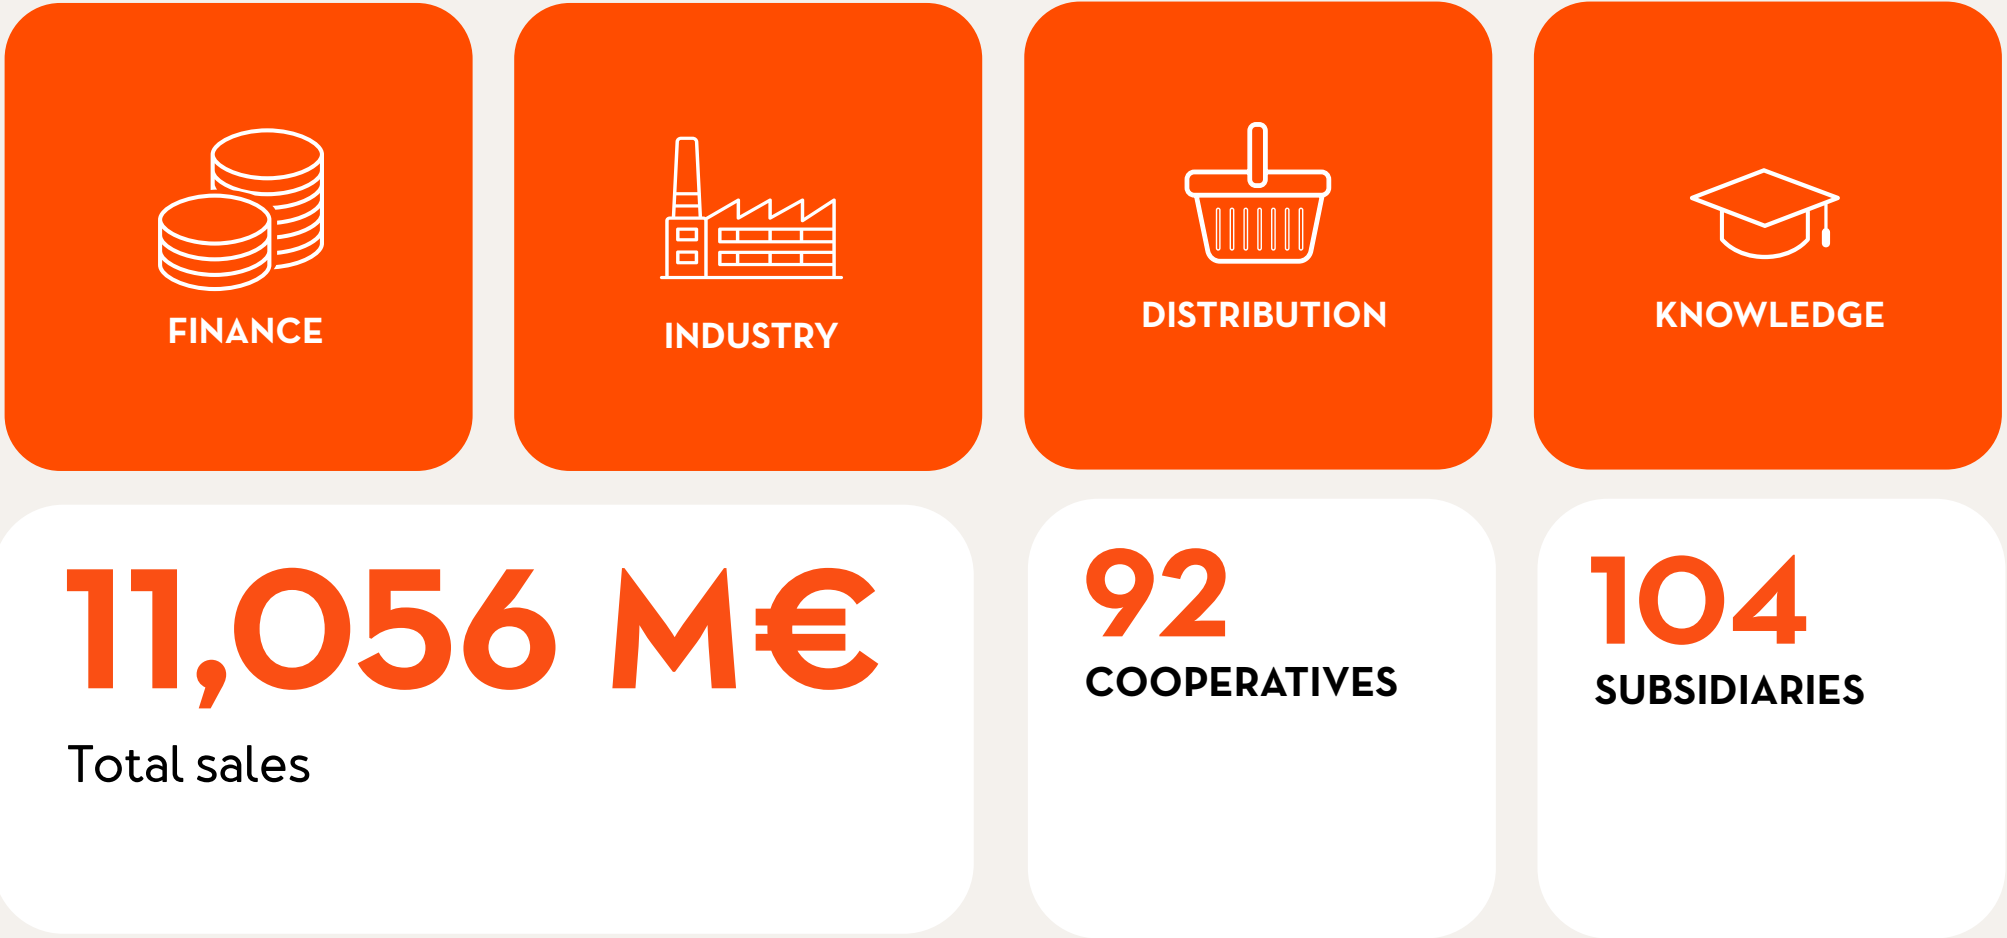 FINANCE
INDUSTRY
DISTRIBUTION
KNOWLEDGE
11,056 M€
Total sales
92
COOPERATIVES
104
SUBSIDIARIES